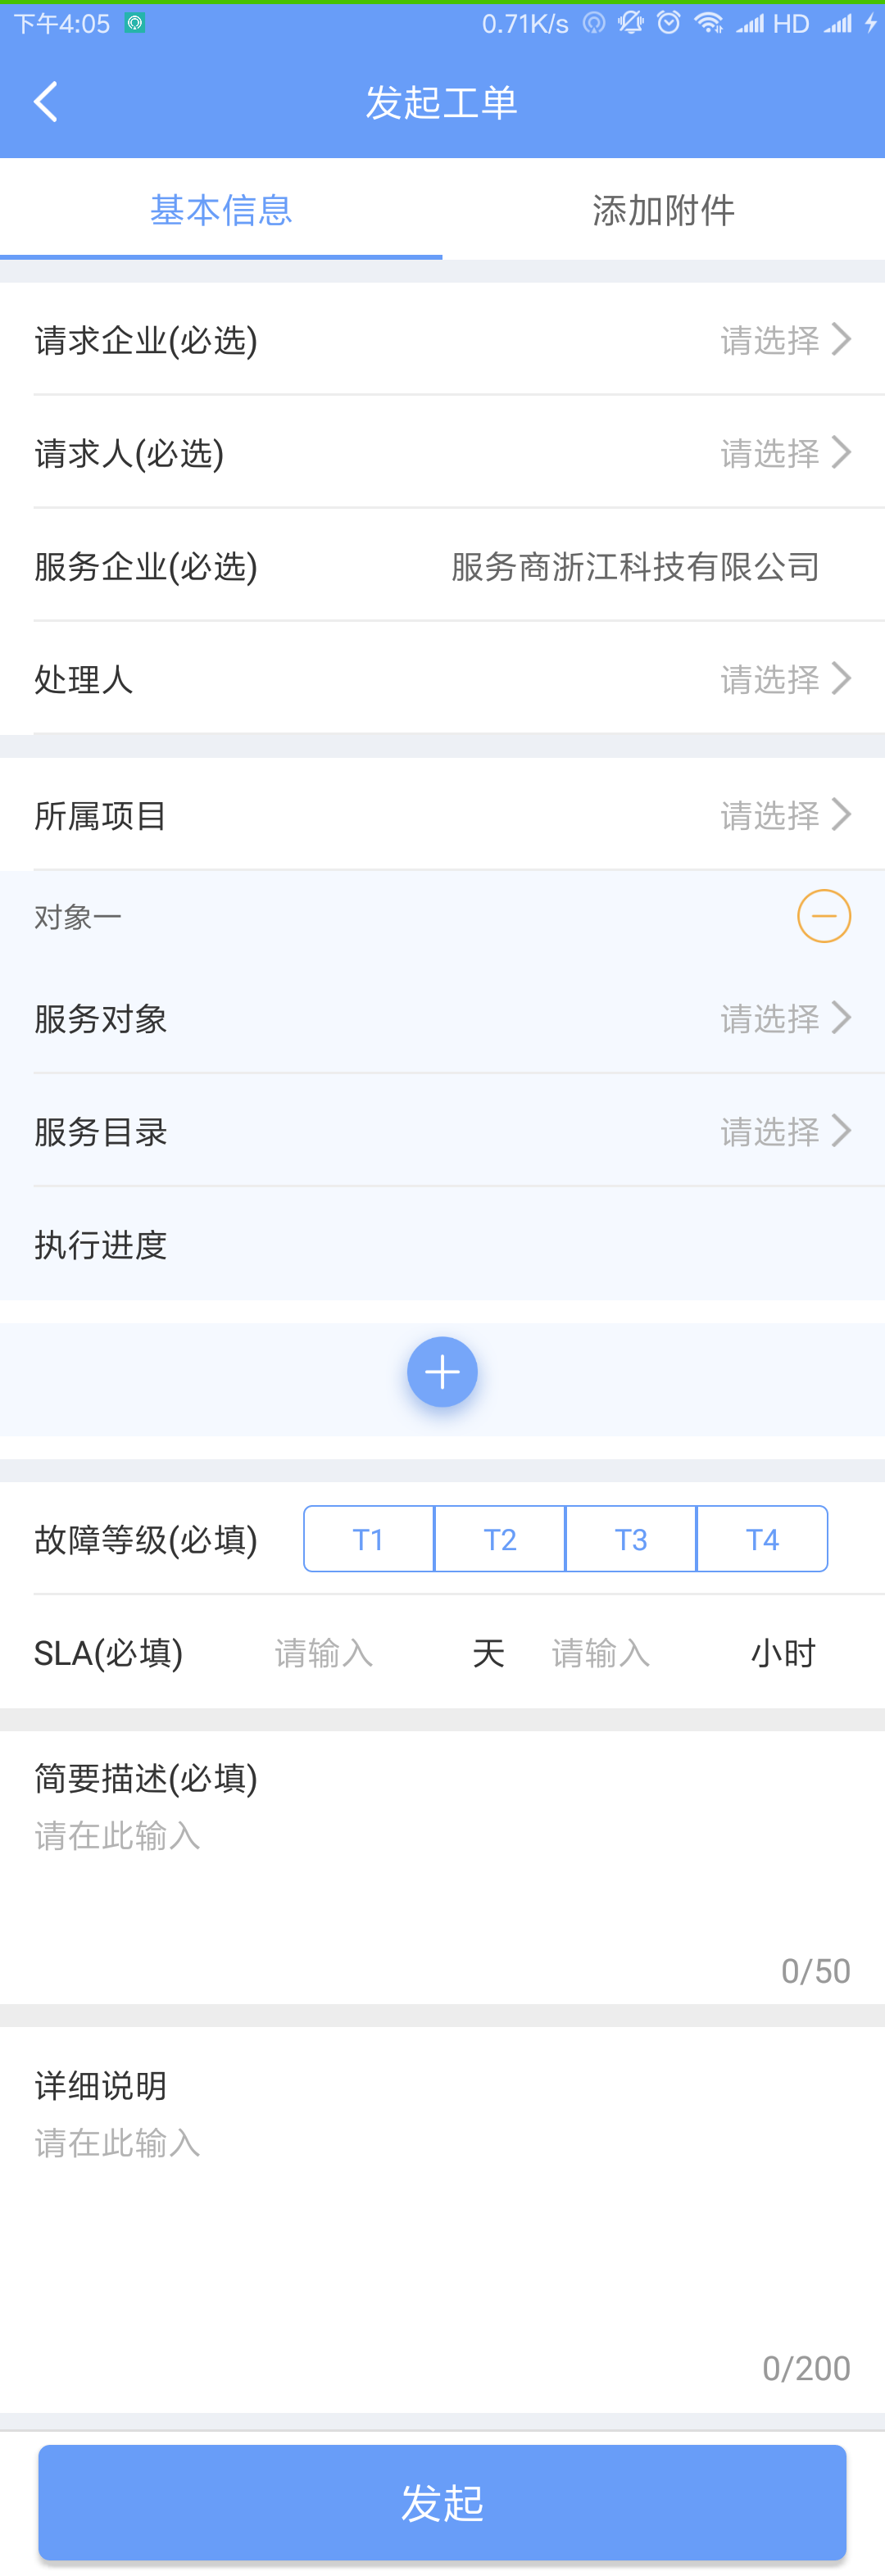 下午4:05 0.71K/s HD
发起工单
基本信息 添加附件
请求企业(必选) 请选择
请求人(必选) 请选择
服务企业(必选) 服务商浙江科技有限公司
处理人 请选择
所属项目 请选择
对象一
服务对象 请选择
服务目录 请选择
执行进度
故障等级(必填) T1 T2 T3 T4
SLA(必填) 请输入 天 请输入 小时
简要描述(必填)
请在此输入
0/50
详细说明
请在此输入
0/200
发起